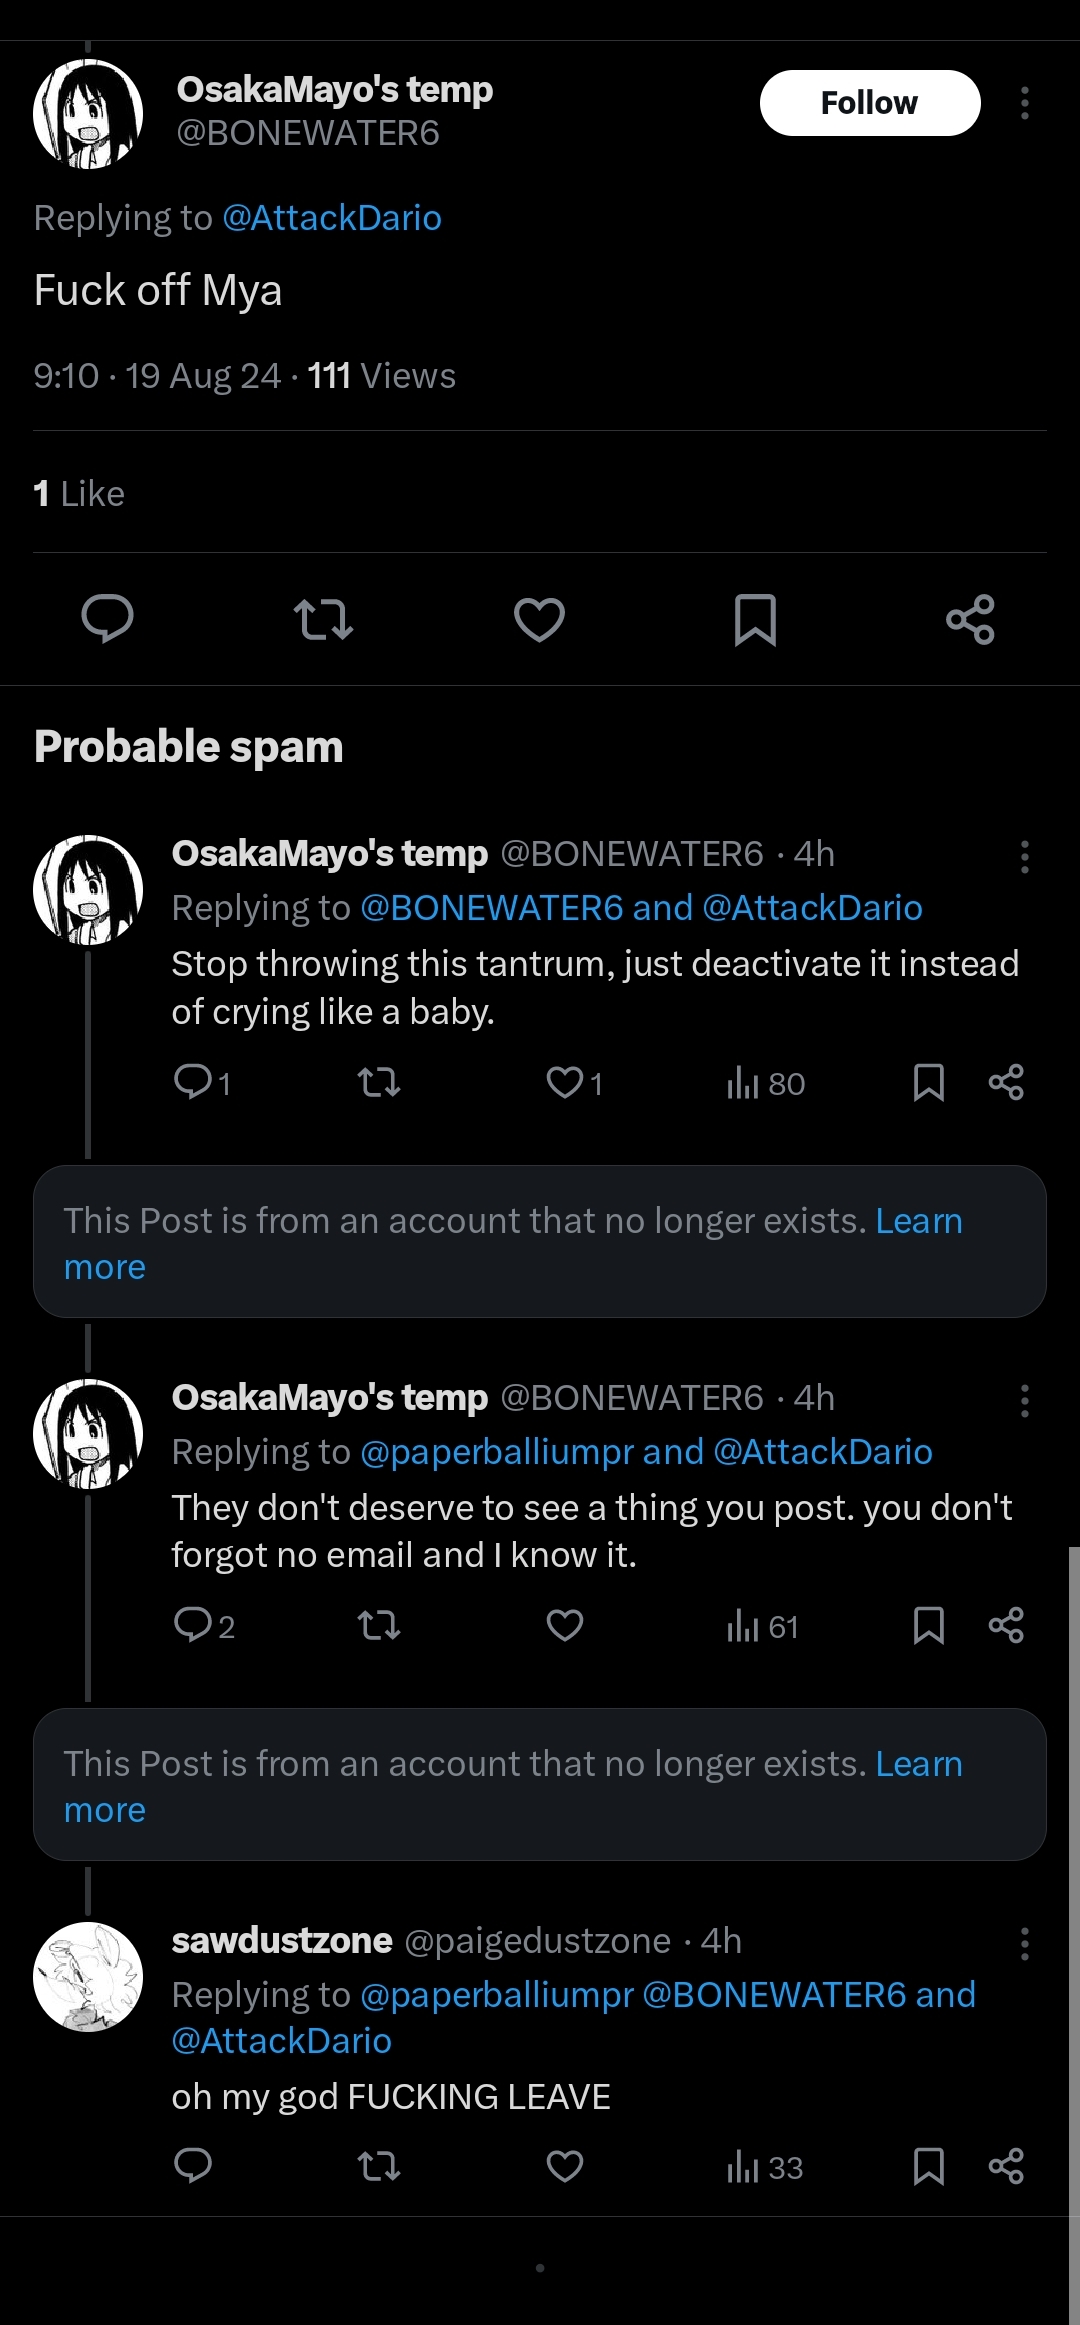 OsakaMayo's temp
@BONEWATER6
Follow
Replying to @AttackDario
Fuck off Mya
9:10 · 19 Aug 24 · 111 Views
1 Like
Probable spam
OsakaMayo's temp @BONEWATER6 · 4h
Replying to @BONEWATER6 and @AttackDario
Stop throwing this tantrum, just deactivate it instead
of crying like a baby.
1 1 80
This Post is from an account that no longer exists. Learn
more
OsakaMayo's temp @BONEWATER6 · 4h
Replying to @paperballiumpr and @AttackDario
They don't deserve to see a thing you post. you don't
forgot no email and I know it.
2 61
This Post is from an account that no longer exists. Learn
more
sawdustzone @paigedustzone · 4h
Replying to @paperballiumpr @BONEWATER6 and
@AttackDario
oh my god FUCKING LEAVE
33